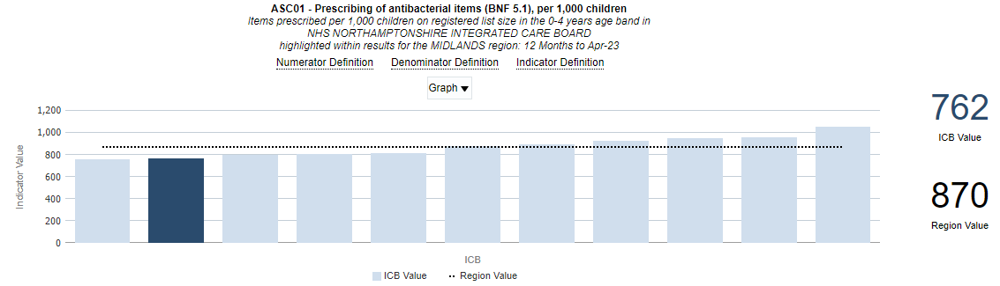 ASC01 - Prescribing of antibacterial items (BNF 5.1), per 1,000 children
Items prescribed per 1,000 children on registered list size in the 0-4 years age band in
NHS NORTHAMPTONSHIRE INTEGRATED CARE BOARD
highlighted within results for the MIDLANDS region: 12 Months to Apr-23
Numerator Definition Denominator Definition Indicator Definition
Graph
1,200
1,000
800
600
400
200
0
Indicator Value
ICB
ICB Value Region Value
762
ICB Value
870
Region Value